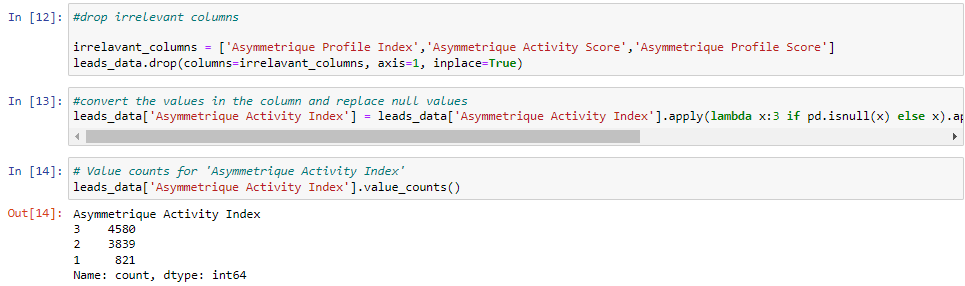 In [12]: #drop irrelevant columns
irrelavant_columns = ['Asymmetrique Profile Index','Asymmetrique Activity Score','Asymmetrique Profile Score']
leads_data.drop(columns=irrelavant_columns, axis=1, inplace=True)
In [13]: #convert the values in the column and replace null values
leads_data['Asymmetrique Activity Index'] = leads_data['Asymmetrique Activity Index'].apply(lambda x:3 if pd.isnull(x) else x).ap
In [14]: # Value counts for 'Asymmetrique Activity Index'
leads_data['Asymmetrique Activity Index'].value_counts()
Out[14]: Asymmetrique Activity Index
3    4580
2    3839
1     821
Name: count, dtype: int64